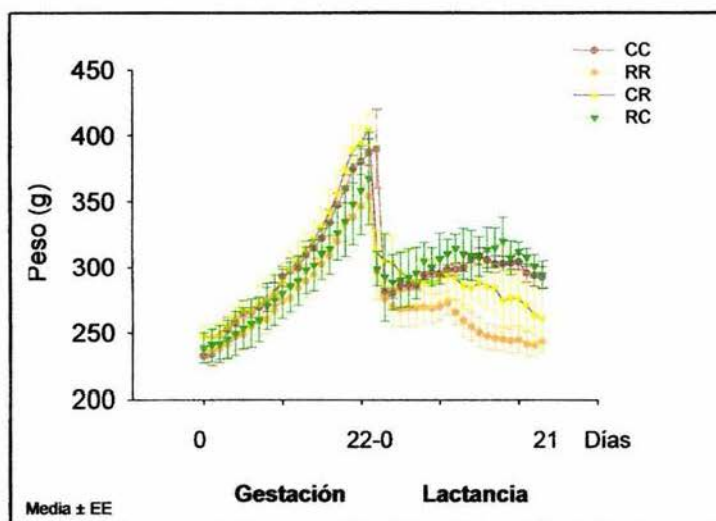 CC
RR
CR
RC
450
400
350
300
250
200
Peso (g)
0 22-0 21 Días
Gestación Lactancia
Media ± EE